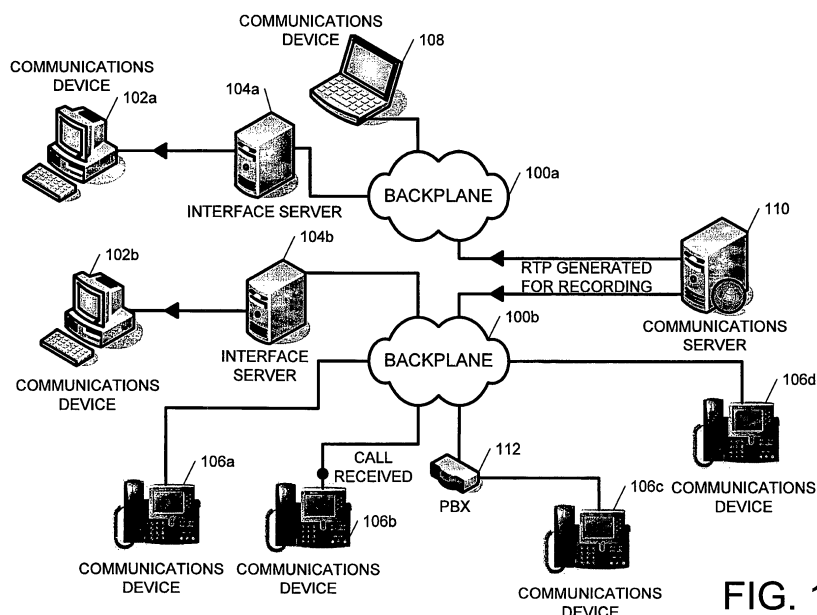 COMMUNICATIONS
DEVICE
108
COMMUNICATIONS
DEVICE
102a
104a
INTERFACE SERVER
BACKPLANE
100a
110
RTP GENERATED
FOR RECORDING
COMMUNICATIONS
SERVER
102b
104b
INTERFACE
SERVER
COMMUNICATIONS
DEVICE
100b
BACKPLANE
106a
CALL
RECEIVED
106b
112
PBX
106c
106d
COMMUNICATIONS
DEVICE
COMMUNICATIONS
DEVICE
COMMUNICATIONS
DEVICE
COMMUNICATIONS
DEVICE
FIG. 1